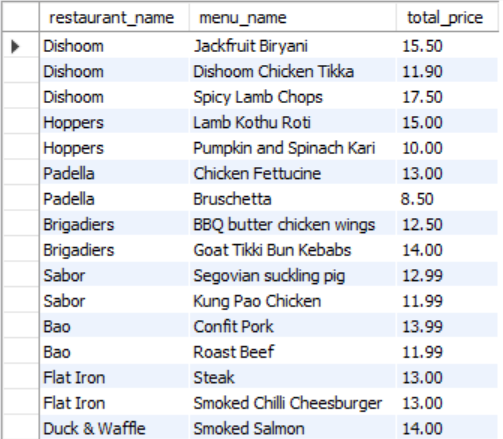 restaurant_name menu_name total_price
Dishoom Jackfruit Biryani 15.50
Dishoom Dishoom Chicken Tikka 11.90
Dishoom Spicy Lamb Chops 17.50
Hoppers Lamb Kothu Roti 15.00
Hoppers Pumpkin and Spinach Kari 10.00
Padella Chicken Fettucine 13.00
Padella Bruschetta 8.50
Brigadiers BBQ butter chicken wings 12.50
Brigadiers Goat Tikki Bun Kebabs 14.00
Sabor Segovian suckling pig 12.99
Sabor Kung Pao Chicken 11.99
Bao Confit Pork 13.99
Bao Roast Beef 11.99
Flat Iron Steak 13.00
Flat Iron Smoked Chilli Cheesburger 13.00
Duck & Waffle Smoked Salmon 14.00